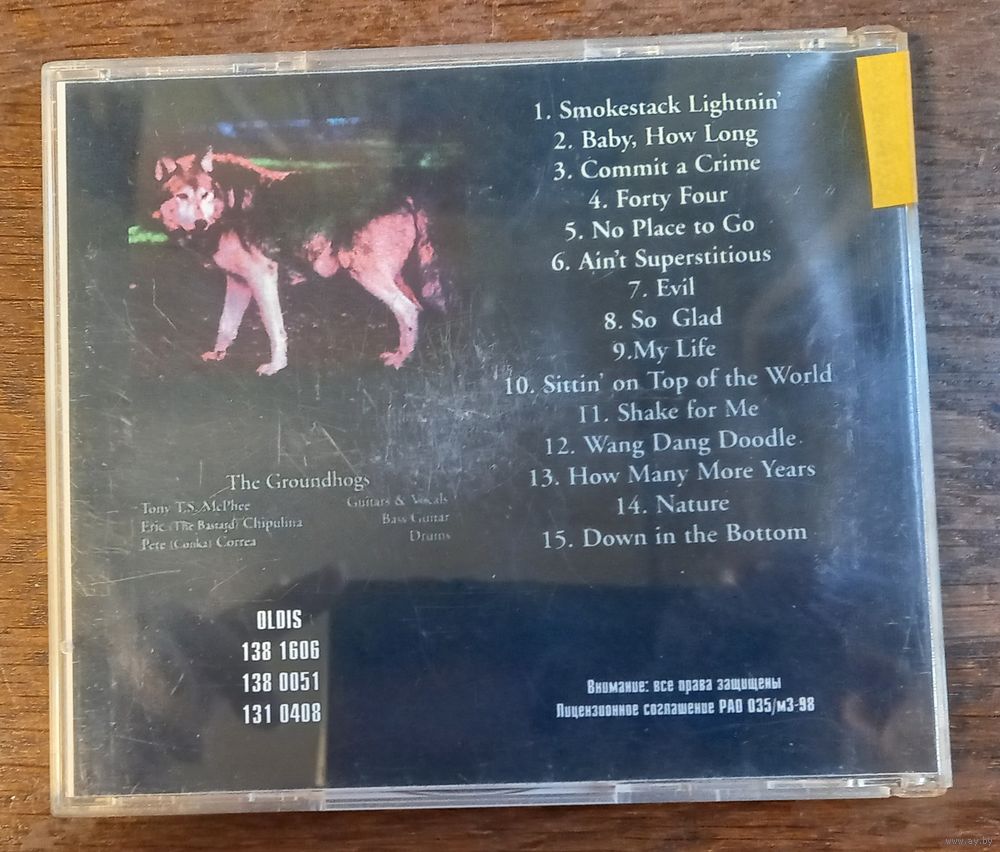 1. Smokestack Lightnin'
2. Baby, How Long
3. Commit a Crime
4. Forty Four
5. No Place to Go
6. Ain't Superstitious
7. Evil
8. So Glad
9.My Life
10. Sittin' on Top of the World
11. Shake for Me
12. Wang Dang Doodle
13. How Many More Years
14. Nature
15. Down in the Bottom
The Groundhogs
Tony T.S. McPhee Guitars & Vocals
Eric (The Bastard) Chipulina Bass Guitar
Pete (Conka) Correa Drums
OLDIS
138 1606
138 0051
131 0408
Внимание: все права защищены
Лицензионное соглашение РАО 035/мЗ-98
www.ay.by